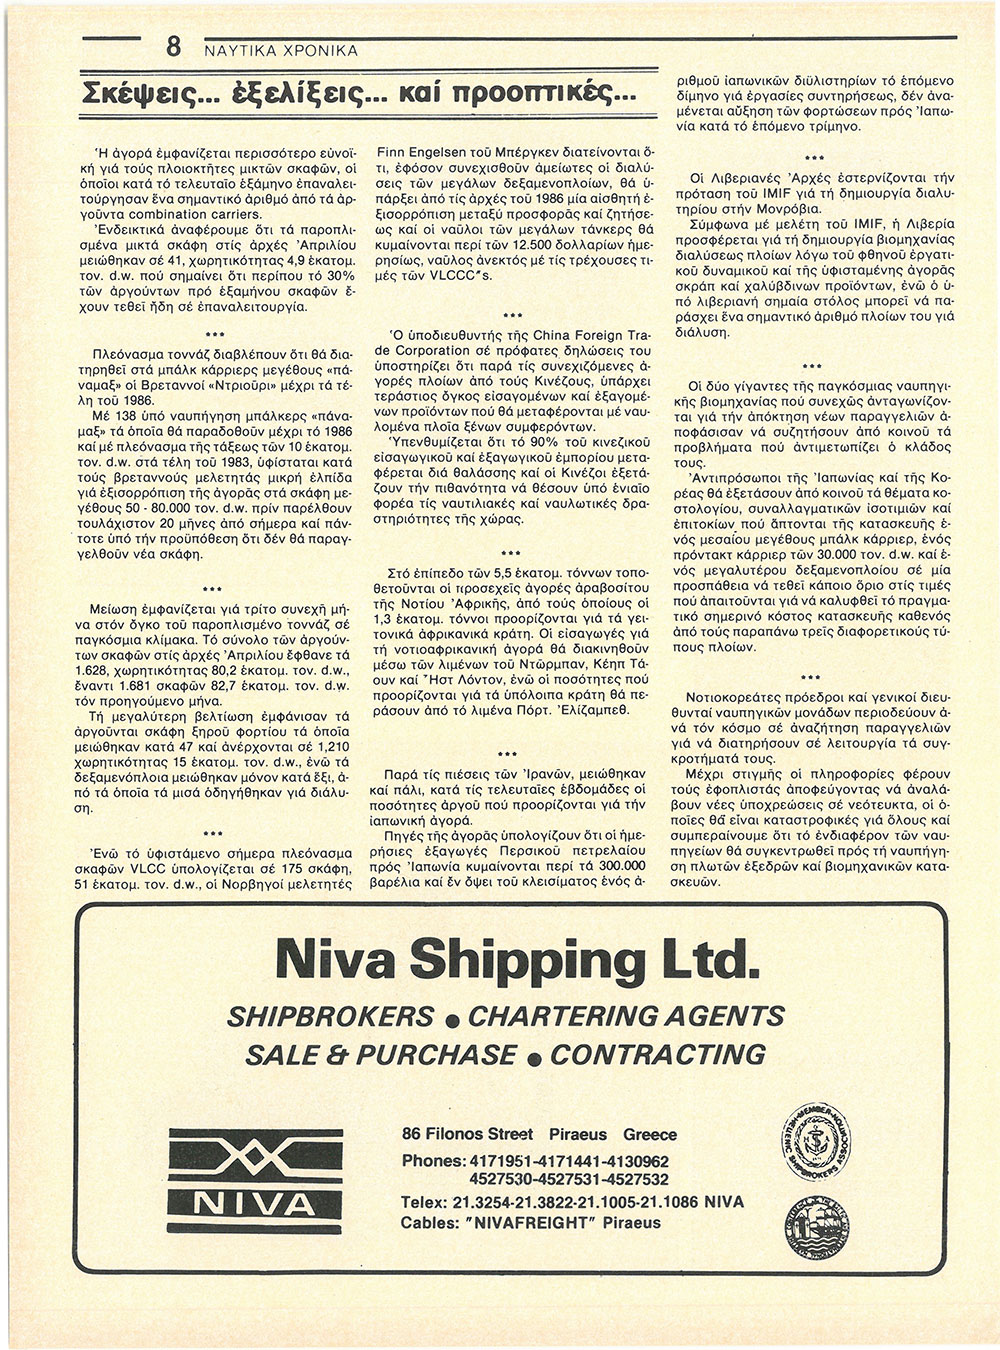 8 ΝΑΥΤΙΚΑ ΧΡΟΝΙΚΑ
Σκέψεις... ἐξελίξεις... καί προοπτικές...
Ἡ ἀγορά ἐμφανίζεται περισσότερο εὐνοϊ-
κή γιά τούς πλοιοκτῆτες μικτῶν σκαφῶν, οἱ
ὁποῖοι κατά τό τελευταῖο ἑξάμηνο ἐπαναλει-
τούργησαν ἕνα σημαντικό ἀριθμό ἀπό τά ἀρ-
γοῦντα combination carriers.
Ἐνδεικτικά ἀναφέρουμε ὅτι τά παροπλι-
σμένα μικτά σκάφη στίς ἀρχές Ἀπριλίου
μειώθηκαν σέ 41, χωρητικότητας 4,9 ἑκατομ.
τον. d.w. πού σημαίνει ὅτι περίπου τό 30%
τῶν ἀργούντων πρό ἑξαμήνου σκαφῶν ἔ-
χουν τεθεῖ ἤδη σέ ἐπαναλειτουργία.
***
Πλεόνασμα τοννάζ διαβλέπουν ὅτι θά δια-
τηρηθεῖ στά μπάλκ κάρριερς μεγέθους «πά-
ναμαξ» οἱ Βρεταννοί «Ντριοῦρι» μέχρι τά τέ-
λη τοῦ 1986.
Μέ 138 ὑπό ναυπήγηση μπάλκερς «πάνα-
μαξ» τά ὁποῖα θά παραδοθοῦν μέχρι τό 1986
καί μέ πλεόνασμα τῆς τάξεως τῶν 10 ἑκατομ.
τον. d.w. στά τέλη τοῦ 1983, ὑφίσταται κατά
τούς βρεταννούς μελετητάς μικρή ἐλπίδα
γιά ἐξισορρόπιση τῆς ἀγορᾶς στά σκάφη με-
γέθους 50 - 80.000 τον. d.w. πρίν παρέλθουν
τουλάχιστον 20 μῆνες ἀπό σήμερα καί πάν-
τοτε ὑπό τήν προϋπόθεση ὅτι δέν θά παραγ-
γελθοῦν νέα σκάφη.
***
Μείωση ἐμφανίζεται γιά τρίτο συνεχῆ μή-
να στόν ὄγκο τοῦ παροπλισμένο τοννάζ σέ
παγκόσμια κλίμακα. Τό σύνολο τῶν ἀργούν-
των σκαφῶν στίς ἀρχές Ἀπριλίου ἔφθανε τά
1.628, χωρητικότητας 80,2 ἑκατομ. τον. d.w.,
ἔναντι 1.681 σκαφῶν 82,7 ἑκατομ. τον. d.w.
τόν προηγούμενο μήνα.
Τή μεγαλύτερη βελτίωση ἐμφάνισαν τά
ἀργοῦνται σκάφη ξηροῦ φορτίου τά ὁποῖα
μειώθηκαν κατά 47 καί ἀνέρχονται σέ 1,210
χωρητικότητας 15 ἑκατομ. τον. d.w., ἐνῶ τά
δεξαμενόπλοια μειώθηκαν μόνον κατά ἕξι, ἀ-
πό τά ὁποῖα τά μισά ὁδηγήθηκαν γιά διάλυ-
ση.
***
Ἐνῶ τό ὑφιστάμενο σήμερα πλεόνασμα
σκαφῶν VLCC ὑπολογίζεται σέ 175 σκάφη,
51 ἑκατομ. τον. d.w., οἱ Νορβηγοί μελετητές
Finn Engelsen τοῦ Μπέργκεν διατείνονται ὅ-
τι, ἐφόσον συνεχισθοῦν ἀμείωτες οἱ διαλύ-
σεις τῶν μεγάλων δεξαμενοπλοίων, θά ὑ-
πάρξει ἀπό τίς ἀρχές τοῦ 1986 μία αἰσθητή ἐ-
ξισορρόπιση μεταξύ προσφορᾶς καί ζητήσε-
ως καί οἱ ναῦλοι τῶν μεγάλων τάνκερς θά
κυμαίνονται περί τῶν 12.500 δολλαρίων ἡμε-
ρησίως, ναῦλος ἀνεκτός μέ τίς τρέχουσες τι-
μές τῶν VLCCC"s.
***
Ὁ ὑποδιευθυντής τῆς China Foreign Tra-
de Corporation σέ πρόφατες δηλώσεις του
ὑποστηρίζει ὅτι παρά τίς συνεχιζόμενες ἀ-
γορές πλοίων ἀπό τούς Κινέζους, ὑπάρχει
τεράστιος ὄγκος εἰσαγομένων καί ἐξαγομέ-
νων προϊόντων πού θά μεταφέρονται μέ ναυ-
λομένα πλοῖα ξένων συμφερόντων.
Ὑπενθυμίζεται ὅτι τό 90% τοῦ κινεζικοῦ
εἰσαγωγικοῦ καί ἐξαγωγικοῦ ἐμπορίου μετα-
φέρεται διά θαλάσσης καί οἱ Κινέζοι ἐξετά-
ζουν τήν πιθανότητα νά θέσουν ὑπό ἑνιαῖο
φορέα τίς ναυτιλιακές καί ναυλωτικές δρα-
στηριότητες τῆς χώρας.
***
Στό ἐπίπεδο τῶν 5,5 ἑκατομ. τόννων τοπο-
θετοῦνται οἱ προσεχεῖς ἀγορές ἀραβοσίτου
τῆς Νοτίου Ἀφρικῆς, ἀπό τούς ὁποίους οἱ
1,3 ἑκατομ. τόννοι προορίζονται γιά τά γει-
τονικά ἀφρικανικά κράτη. Οἱ εἰσαγωγές γιά
τή νοτιοαφρικανική ἀγορά θά διακινηθοῦν
μέσω τῶν λιμένων τοῦ Ντῶρμπαν, Κέηπ Τά-
ουν καί Ἦστ Λόντον, ἐνῶ οἱ ποσότητες πού
προορίζονται γιά τά ὑπόλοιπα κράτη θά πε-
ράσουν ἀπό τό λιμένα Πόρτ. Ἐλίζαμπεθ.
***
Παρά τίς πιέσεις τῶν Ἰρανῶν, μειώθηκαν
καί πάλι, κατά τίς τελευταῖες ἑβδομάδες οἱ
ποσότητες ἀργοῦ πού προορίζονται γιά τήν
ἰαπωνική ἀγορά.
Πηγές τῆς ἀγορᾶς ὑπολογίζουν ὅτι οἱ ἡμε-
ρήσιες ἐξαγωγές Περσικοῦ πετρελαίου
πρός Ἰαπωνία κυμαίνονται περί τά 300.000
βαρέλια καί ἐν ὄψει τοῦ κλεισίματος ἑνός ἀ-
ριθμοῦ ἰαπωνικῶν διϋλιστηρίων τό ἑπόμενο
δίμηνο γιά ἐργασίες συντηρήσεως, δέν ἀνα-
μένεται αὔξηση τῶν φορτώσεων πρός Ἰαπω-
νία κατά τό ἑπόμενο τρίμηνο.
***
Οἱ Λιβεριανές Ἀρχές ἐστερνίζονται τήν
πρόταση τοῦ IMIF γιά τή δημιουργία διαλυ-
τηρίου στήν Μονρόβια.
Σύμφωνα μέ μελέτη τοῦ IMIF, ἡ Λιβερία
προσφέρεται γιά τή δημιουργία βιομηχανίας
διαλύσεως πλοίων λόγω τοῦ φθηνοῦ ἐργατι-
κοῦ δυναμικοῦ καί τῆς ὑφισταμένης ἀγορᾶς
σκράπ καί χαλύβδινων προϊόντων, ἐνῶ ὁ ὑ-
πό λιβεριανή σημαία στόλος μπορεῖ νά πα-
ράσχει ἕνα σημαντικό ἀριθμό πλοίων του γιά
διάλυση.
***
Οἱ δύο γίγαντες τῆς παγκόσμιας ναυπηγι-
κῆς βιομηχανίας πού συνεχῶς ἀνταγωνίζον-
ται γιά τήν ἀπόκτηση νέων παραγγελιῶν ἀ-
ποφάσισαν νά συζητήσουν ἀπό κοινοῦ τά
προβλήματα πού ἀντιμετωπίζει ὁ κλάδος
τους.
Ἀντιπρόσωποι τῆς Ἰαπωνίας καί τῆς Κο-
ρέας θά ἐξετάσουν ἀπό κοινοῦ τά θέματα κο-
στολογίου, συναλλαγματικῶν ἰσοτιμιῶν καί
ἐπιτοκίων πού ἅπτονται τῆς κατασκευῆς ἑ-
νός μεσαίου μεγέθους μπάλκ κάρριερ, ἑνός
πρόντακτ κάρριερ τῶν 30.000 τον. d.w. καί ἑ-
νός μεγαλυτέρου δεξαμενοπλοίου σέ μία
προσπάθεια νά τεθεῖ κάποιο ὅριο στίς τιμές
πού ἀπαιτοῦνται γιά νά καλυφθεῖ τό πραγμα-
τικό σημερινό κόστος κατασκευῆς καθενός
ἀπό τούς παραπάνω τρεῖς διαφορετικούς τύ-
πους πλοίων.
***
Νοτιοκορεάτες πρόεδροι καί γενικοί διευ-
θυνταί ναυπηγικῶν μονάδων περιοδεύουν ἀ-
νά τόν κόσμο σέ ἀναζήτηση παραγγελιῶν
γιά νά διατηρήσουν σέ λειτουργία τά συγ-
κροτήματά τους.
Μέχρι στιγμῆς οἱ πληροφορίες φέρουν
τούς ἐφοπλιστάς ἀποφεύγοντας νά ἀναλά-
βουν νέες ὑποχρεώσεις σέ νεότευκτα, οἱ ὁ-
ποῖες θά εἶναι καταστροφικές γιά ὅλους καί
συμπεραίνουμε ὅτι τό ἐνδιαφέρον τῶν ναυ-
πηγείων θά συγκεντρωθεῖ πρός τή ναυπήγη-
ση πλωτῶν ἐξεδρῶν καί βιομηχανικῶν κατα-
σκευῶν.
Niva Shipping Ltd.
SHIPBROKERS ● CHARTERING AGENTS
SALE & PURCHASE ● CONTRACTING
NIVA
86 Filonos Street Piraeus Greece
Phones: 4171951-4171441-4130962
4527530-4527531-4527532
Telex: 21.3254-21.3822-21.1005-21.1086 NIVA
Cables: "NIVAFREIGHT" Piraeus
MEMBER
HELLENIC SHIPBROKERS ASSOCIATION